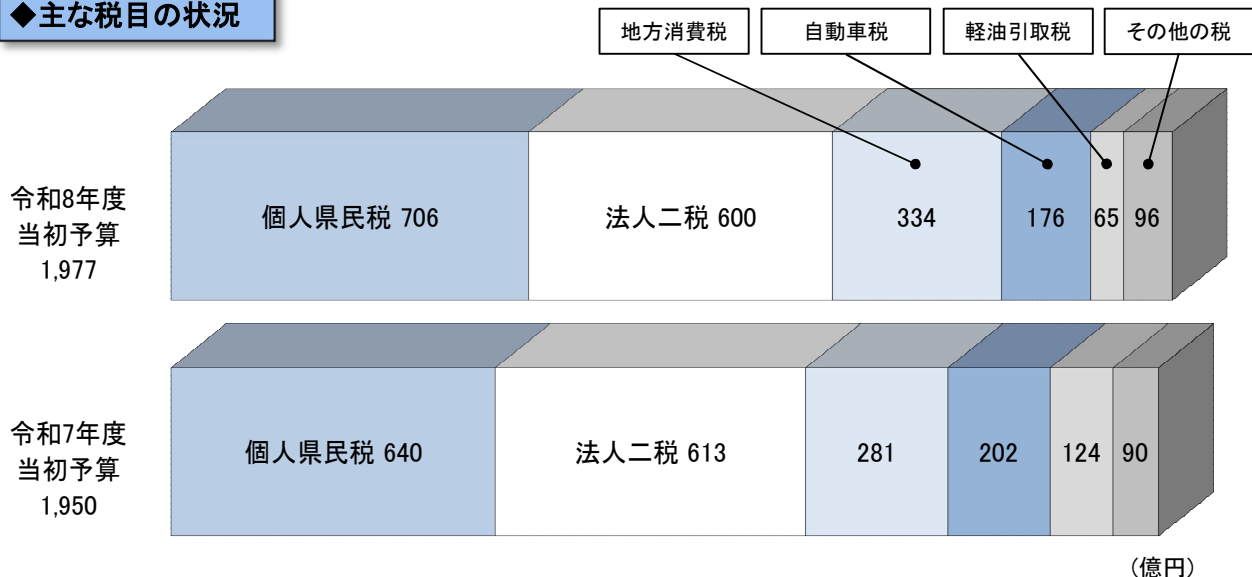 ◆主な税目の状況
地方消費税 自動車税 軽油引取税 その他の税
令和8年度
当初予算
1,977
個人県民税 706 法人二税 600 334 176 65 96
令和7年度
当初予算
1,950
個人県民税 640 法人二税 613 281 202 124 90
（億円）